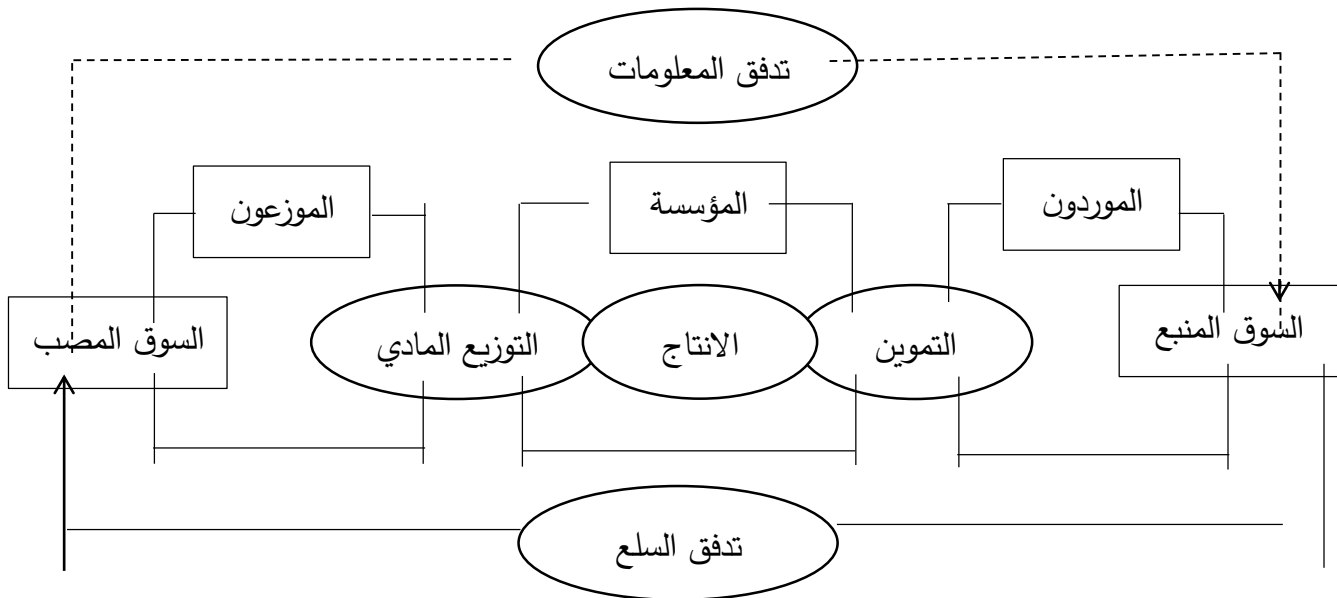 تدفق المعلومات
الموردون
المؤسسة
الموزعون
السوق المنبع
التموين
الانتاج
التوزيع المادي
السوق المصب
تدفق السلع